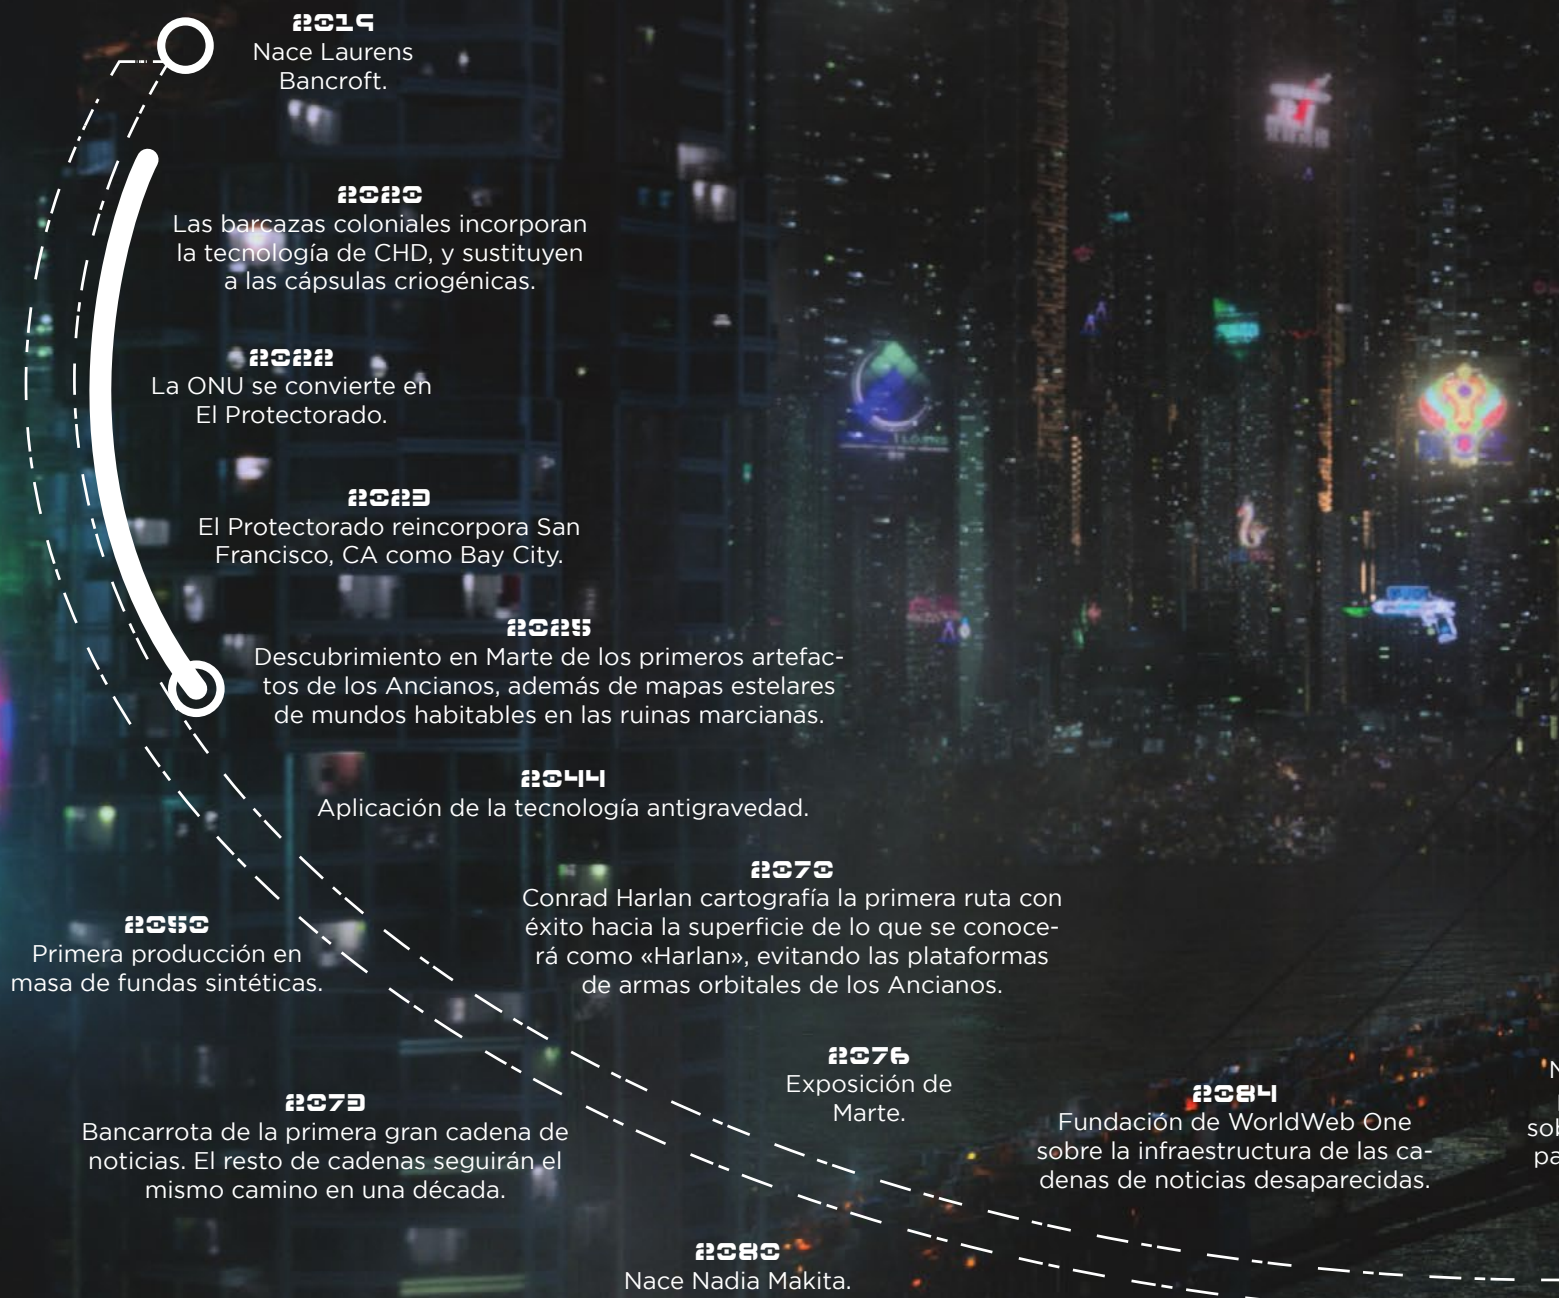 2019
Nace Laurens
Bancroft.
2020
Las barcazas coloniales incorporan
la tecnología de CHD, y sustituyen
a las cápsulas criogénicas.
2022
La ONU se convierte en
El Protectorado.
2023
El Protectorado reincorpora San
Francisco, CA como Bay City.
2025
Descubrimiento en Marte de los primeros artefac-
tos de los Ancianos, además de mapas estelares
de mundos habitables en las ruinas marcianas.
2044
Aplicación de la tecnología antigravedad.
2050
Primera producción en
masa de fundas sintéticas.
2070
Conrad Harlan cartografía la primera ruta con
éxito hacia la superficie de lo que se conoce-
rá como «Harlan», evitando las plataformas
de armas orbitales de los Ancianos.
2073
Bancarrota de la primera gran cadena de
noticias. El resto de cadenas seguirán el
mismo camino en una década.
2076
Exposición de
Marte.
2080
Nace Nadia Makita.
2084
Fundación de WorldWeb One
sobre la infraestructura de las ca-
denas de noticias desaparecidas.